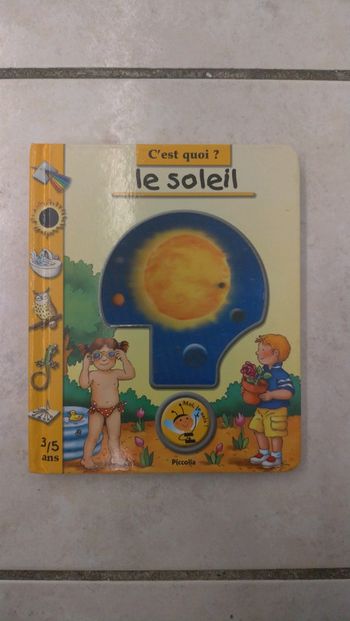 C'est quoi ?
le soleil
3/5
ans
Piccolia